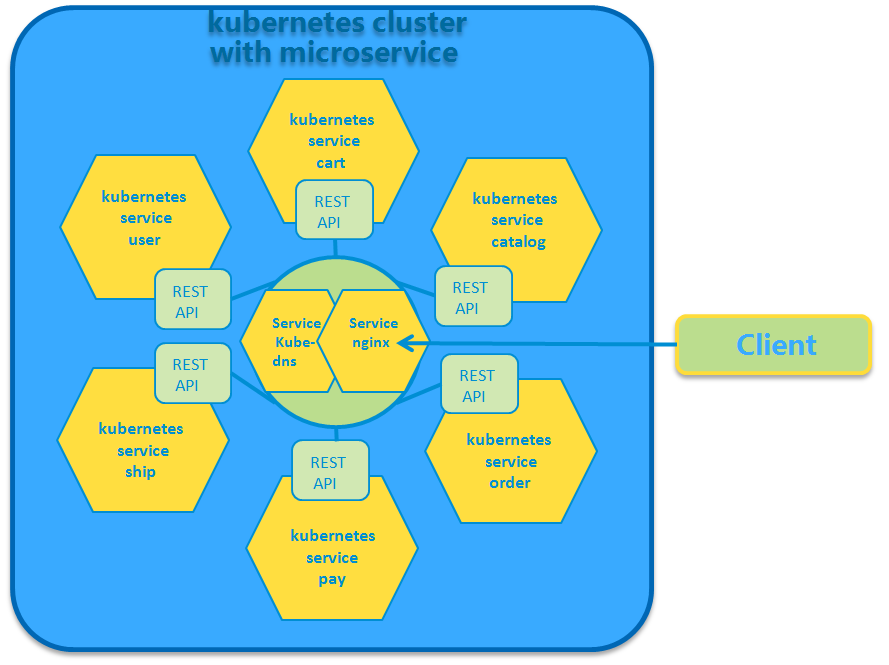 kubernetes cluster
with microservice
kubernetes
service
cart
REST
API
kubernetes
service
user
REST
API
kubernetes
service
catalog
REST
API
Service
Kube-
dns
Service
nginx
Client
REST
API
kubernetes
service
ship
REST
API
kubernetes
service
order
REST
API
kubernetes
service
pay